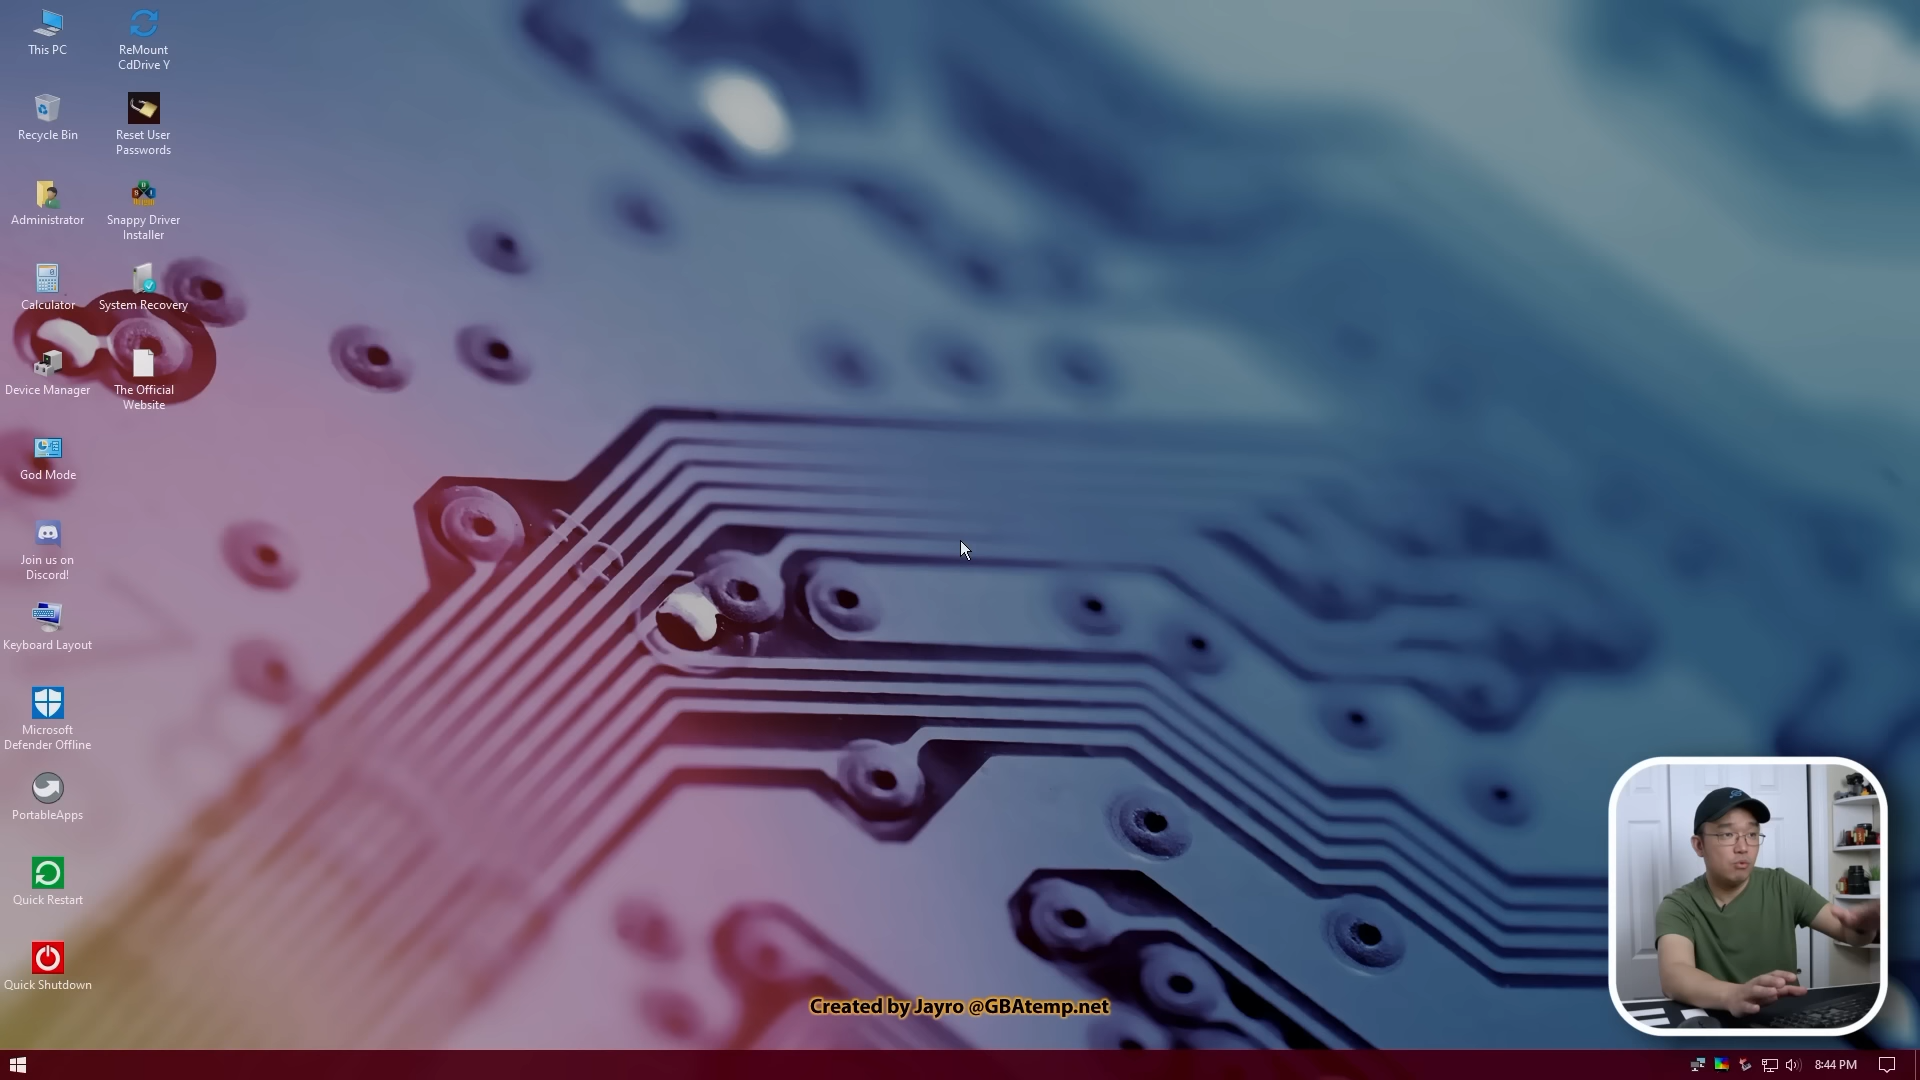 This PC
ReMount
CdDrive Y
Recycle Bin
Reset User
Passwords
Administrator
Snappy Driver
Installer
Calculator
System Recovery
Device Manager
The Official
Website
God Mode
Join us on
Discord!
Keyboard Layout
Microsoft
Defender Offline
PortableApps
Quick Restart
Quick Shutdown
Created by Jayro @GBAtemp.net
8:44 PM